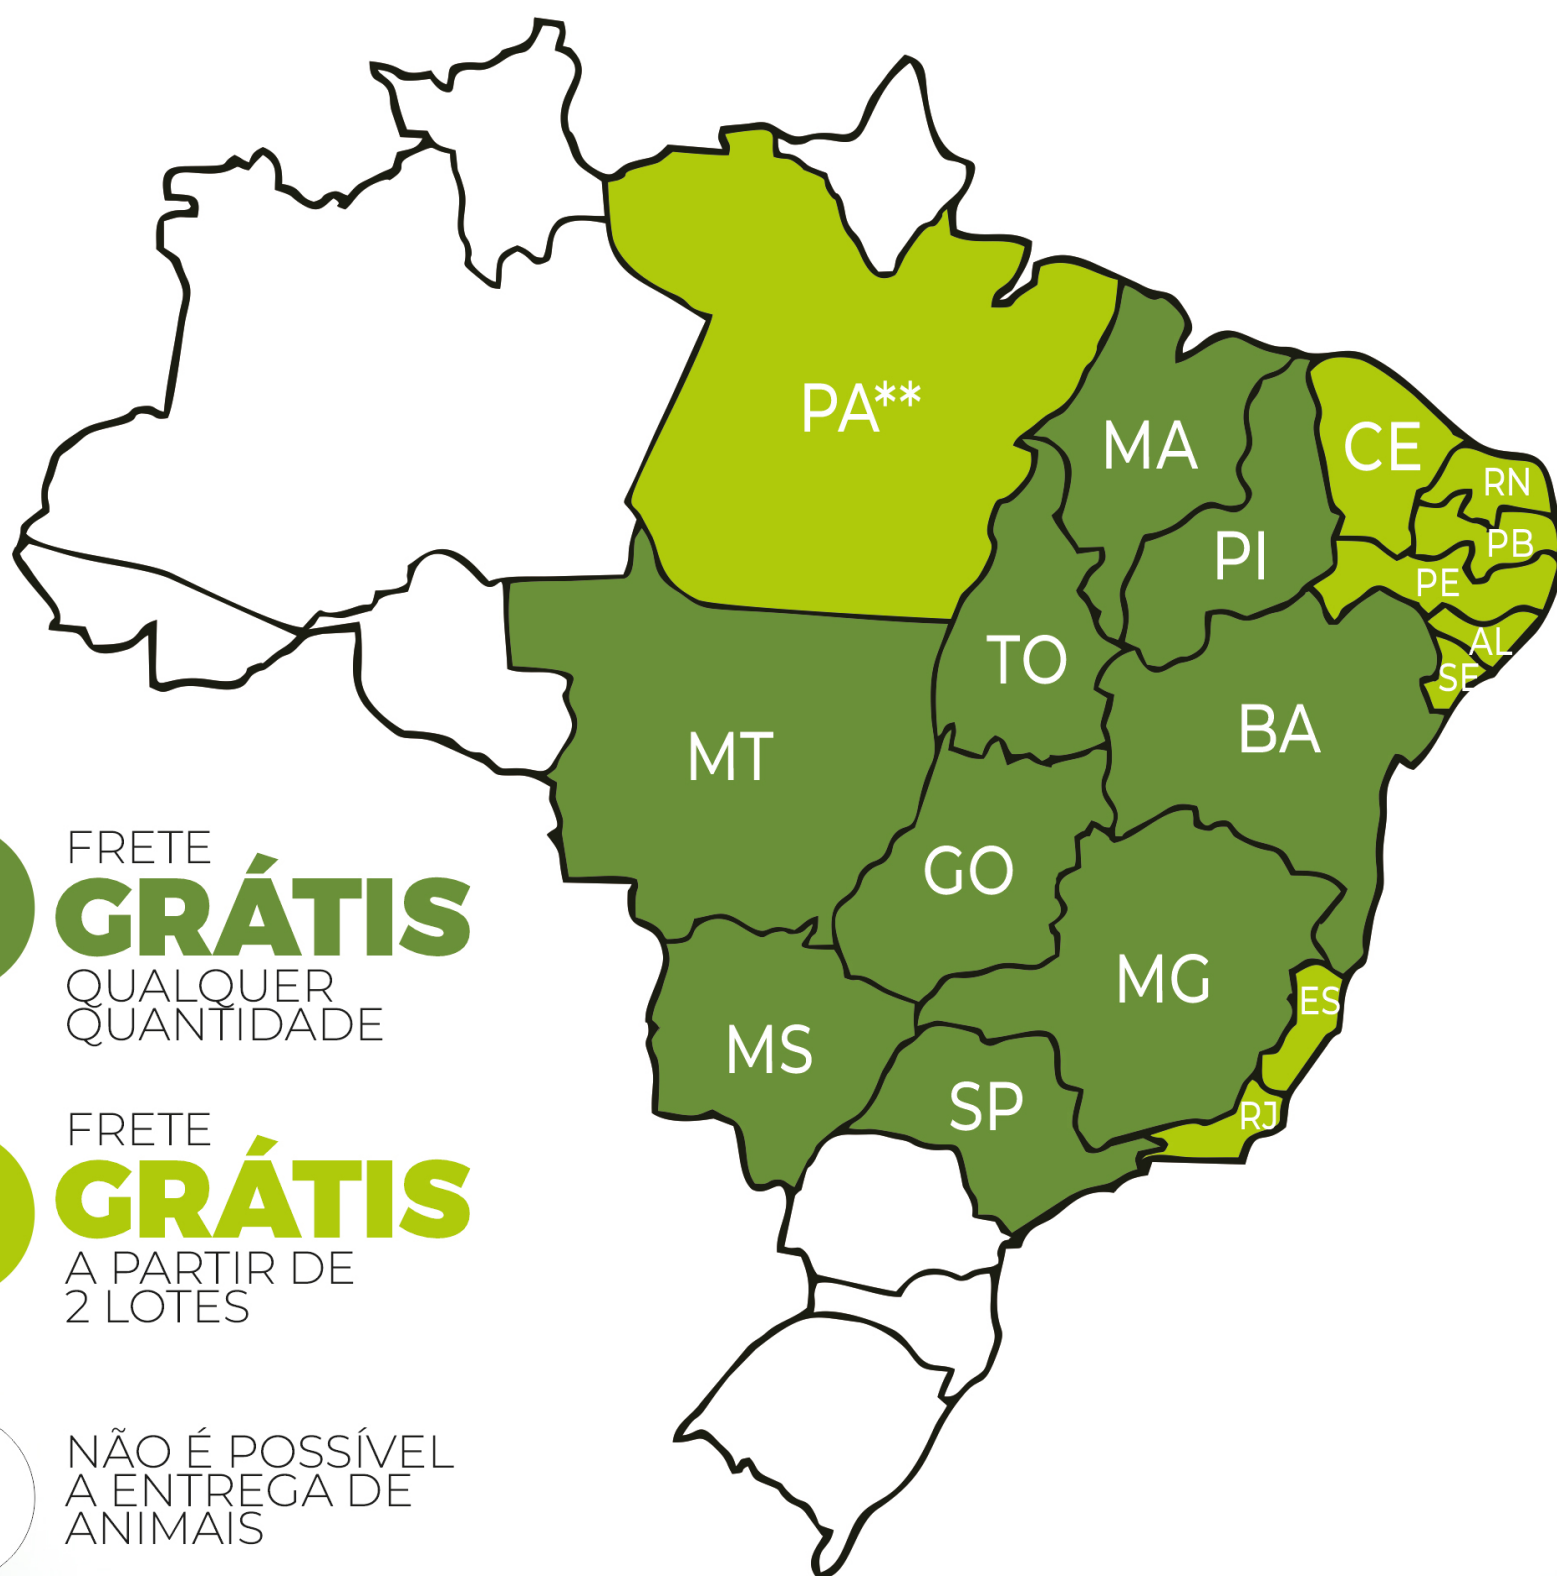 PA**
MA
CE
RN
PI
PB
PE
TO
AL
SE
BA
MT
GO
MG
ES
MS
SP
RJ
FRETE
GRÁTIS
QUALQUER
QUANTIDADE
FRETE
GRÁTIS
A PARTIR DE
2 LOTES
NÃO É POSSÍVEL
A ENTREGA DE
ANIMAIS